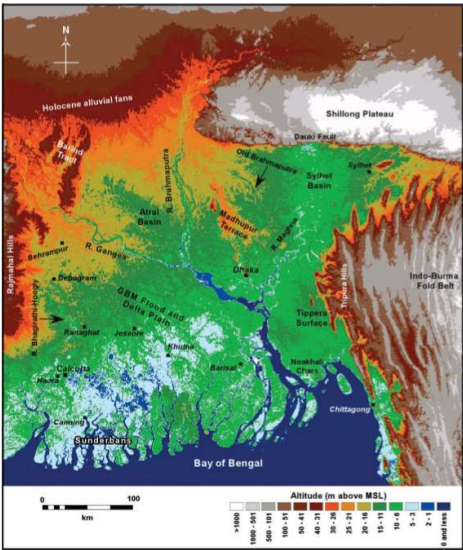 N
Holocene alluvial fans
Shillong Plateau
Dauki Fault
Barind
Tract
Old Brahmaputra
Sylhet
Sylhet
Basin
R. Brahmaputra
Atrai
Basin
Madhupur
Terrace
R. Meghna
Rajmahal Hills
Behrampur
R. Ganges
Dhaka
Tripura Hills
Indo-Burma
Fold Belt
Debagram
GBM Flood and
Delta Plain
R. Bhagirathi-Hoogly
Ranaghat
Jessore
Tippera
Surface
Khulna
Barisal
Noakhali
Chars
Calcutta
Haora
Chittagong
Canning
Sunderbans
Bay of Bengal
0 100
km
Altitude (m above MSL)
>1000
1000 - 501
500 - 101
100 - 51
50 - 41
40 - 31
30 - 26
25 - 21
20 - 16
15 - 11
10 - 6
5 - 3
2 - 1
0 and less